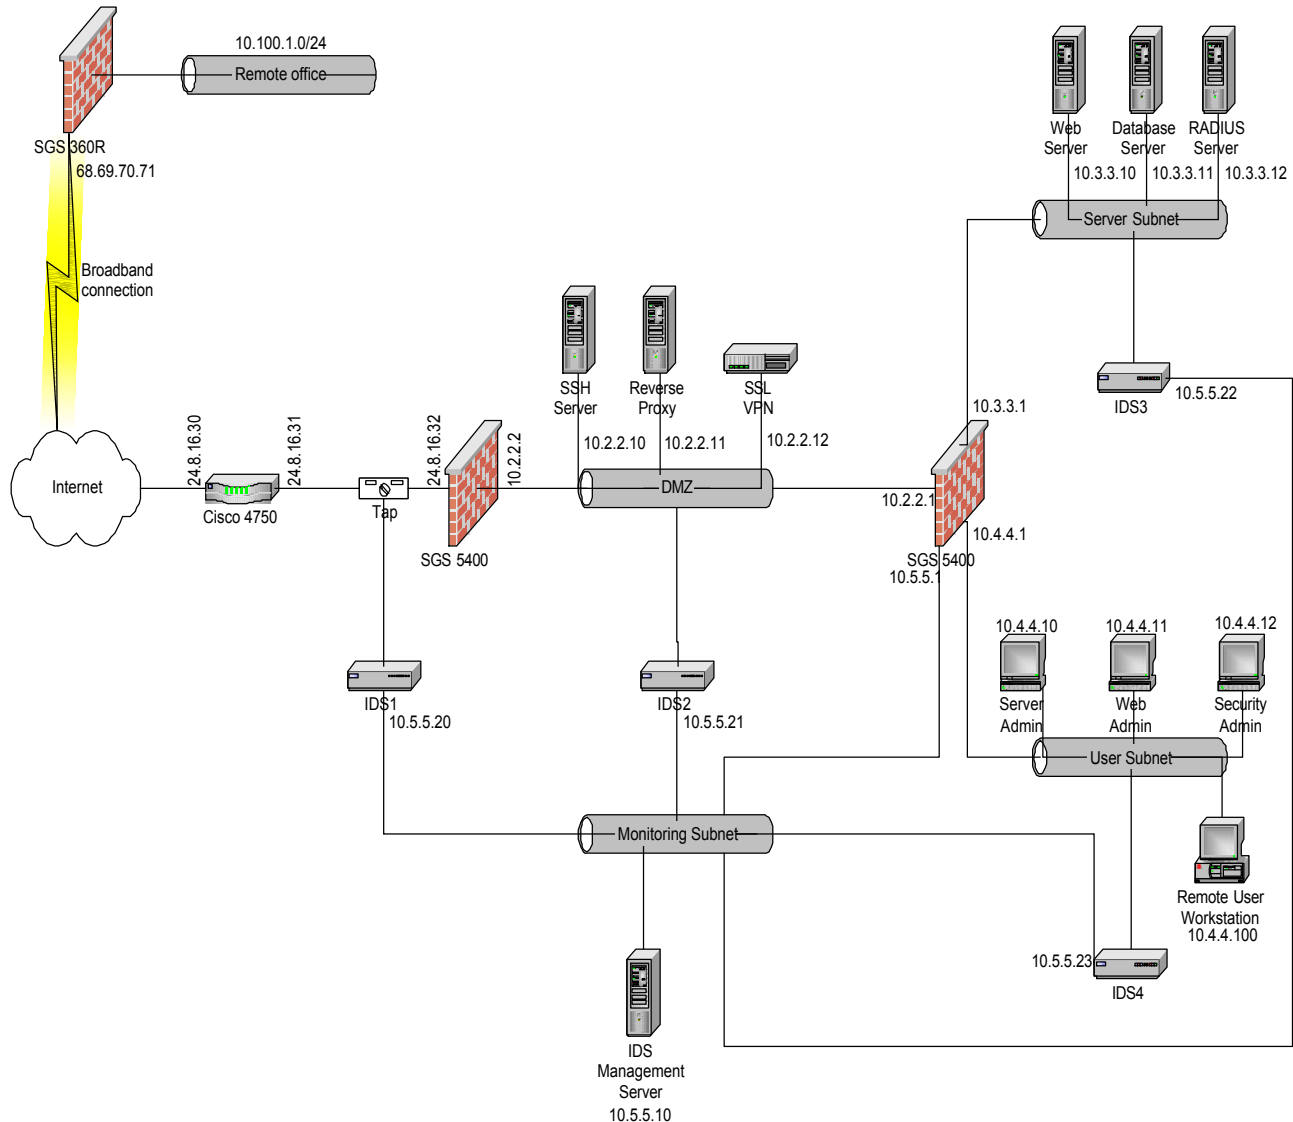 10.100.1.0/24
Remote office
SGS 360R
68.69.70.71
Broadband
connection
Internet
24.8.16.30
Cisco 4750
24.8.16.31
Tap
24.8.16.32
SGS 5400
10.2.2.2
SSH
Server
10.2.2.10
Reverse
Proxy
10.2.2.11
SSL
VPN
10.2.2.12
DMZ
10.2.2.1
SGS 5400
10.5.5.1
10.3.3.1
10.4.4.1
Web
Server
10.3.3.10
Database
Server
10.3.3.11
RADIUS
Server
10.3.3.12
Server Subnet
IDS3
10.5.5.22
10.4.4.10
Server
Admin
10.4.4.11
Web
Admin
10.4.4.12
Security
Admin
User Subnet
Remote User
Workstation
10.4.4.100
IDS1
10.5.5.20
IDS2
10.5.5.21
Monitoring Subnet
10.5.5.23
IDS4
IDS
Management
Server
10.5.5.10